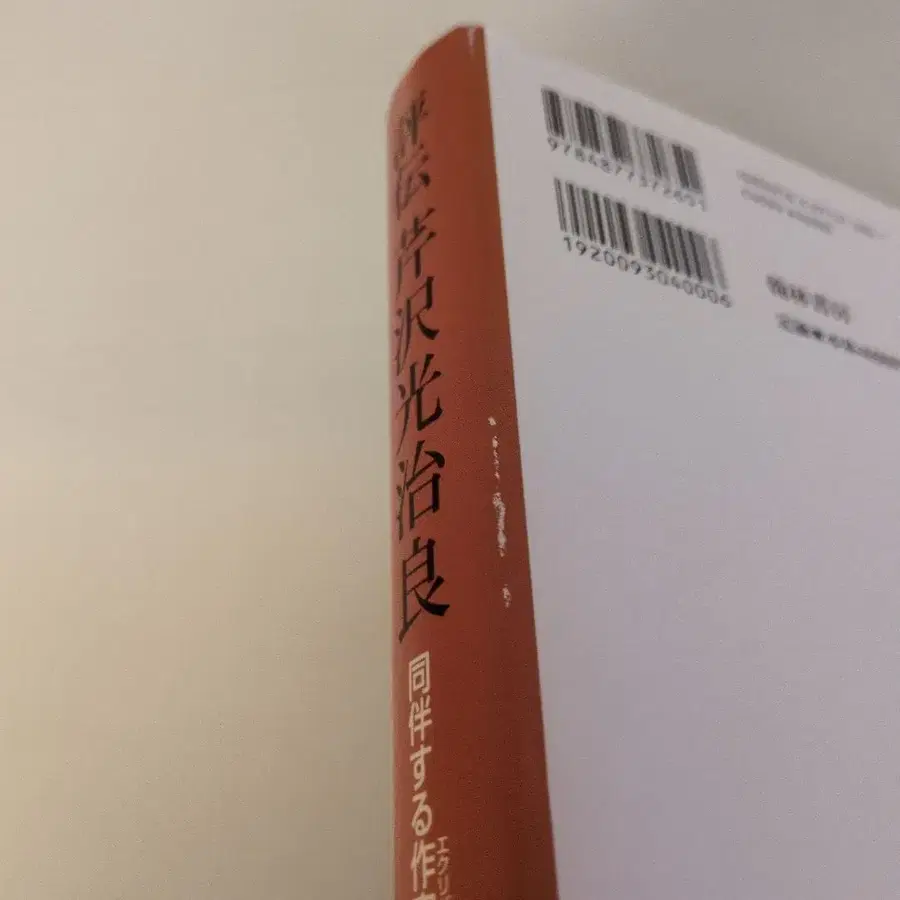 評伝 芹沢光治良
同伴する作
エクリ
9784877372651
1920093040006
翰林書房